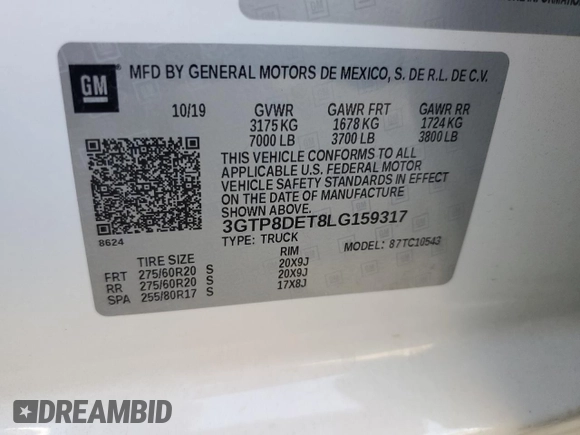 GM
MFD BY GENERAL MOTORS DE MEXICO, S. DE R.L. DE C.V.
10/19 GVWR GAWR FRT GAWR RR
3175 KG 1678 KG 1724 KG
7000 LB 3700 LB 3800 LB
THIS VEHICLE CONFORMS TO ALL
APPLICABLE U.S. FEDERAL MOTOR
VEHICLE SAFETY STANDARDS IN EFFECT
ON THE DATE OF MANUFACTURE
3GTP8DET8LG159317
8624
TYPE: TRUCK MODEL: 87TC10543
TIRE SIZE RIM
FRT 275/60R20 S 20X9J
RR 275/60R20 S 20X9J
SPA 255/80R17 S 17X8J
DREAMBID